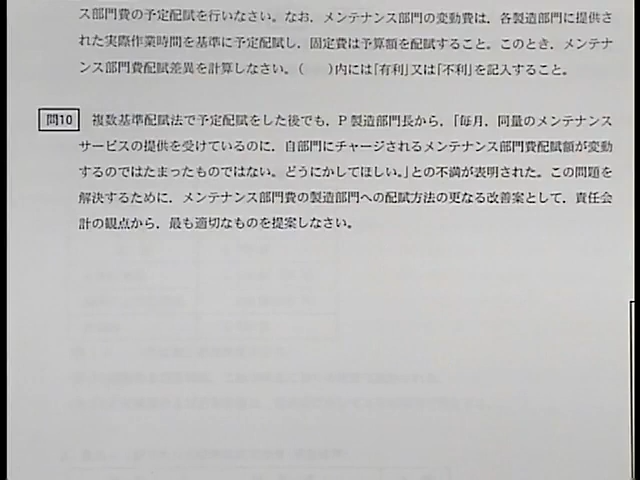 ス部門費の予定配賦を行いなさい。なお，メンテナンス部門の変動費は，各製造部門に提供さ
れた実際作業時間を基準に予定配賦し，固定費は予算額を配賦すること。このとき，メンテナ
ンス部門費配賦差異を計算しなさい。（　　）内には「有利」又は「不利」を記入すること。
問10 複数基準配賦法で予定配賦をした後でも，P製造部門長から，「毎月，同量のメンテナンス
サービスの提供を受けているのに，自部門にチャージされるメンテナンス部門費配賦額が変動
するのではたまったものではない。どうにかしてほしい。」との不満が表明された。この問題を
解決するために，メンテナンス部門費の製造部門への配賦方法の更なる改善案として，責任会
計の観点から，最も適切なものを提案しなさい。